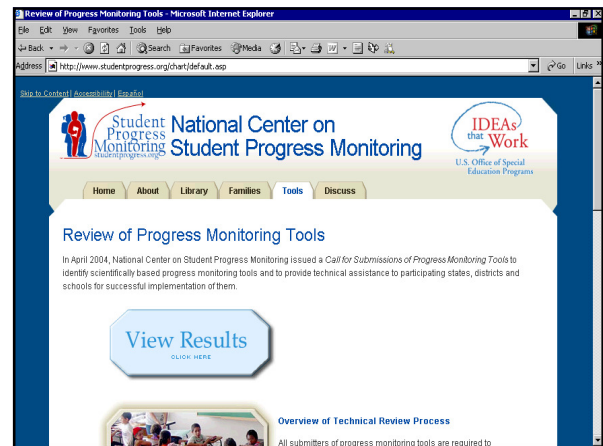 Review of Progress Monitoring Tools - Microsoft Internet Explorer
File Edit View Favorites Tools Help
Back Search Favorites Media
Address http://www.studentprogress.org/chart/default.asp Go Links »
Skip to Content | Accessibility | Español
Student Progress Monitoring
studentprogress.org
National Center on
Student Progress Monitoring
IDEAs
that Work
U.S. Office of Special
Education Programs
Home About Library Families Tools Discuss
Review of Progress Monitoring Tools
In April 2004, National Center on Student Progress Monitoring issued a Call for Submissions of Progress Monitoring Tools to
identify scientifically based progress monitoring tools and to provide technical assistance to participating states, districts and
schools for successful implementation of them.
View Results
CLICK HERE
Overview of Technical Review Process
All submitters of progress monitoring tools are required to